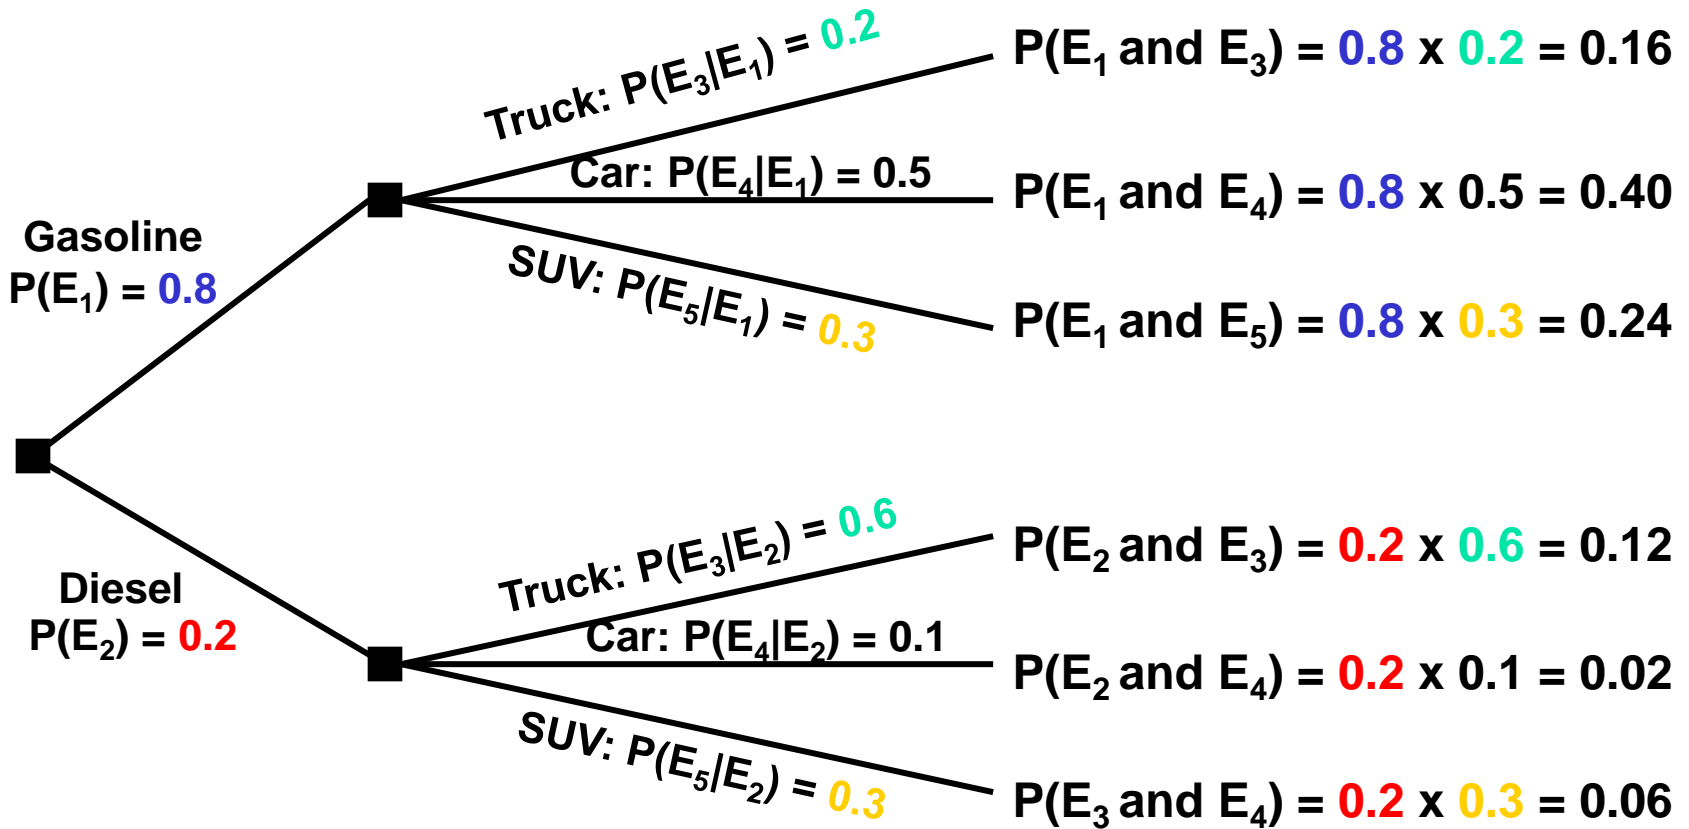 Truck: P(E₃|E₁) = 0.2
P(E₁ and E₃) = 0.8 x 0.2 = 0.16
Car: P(E₄|E₁) = 0.5
P(E₁ and E₄) = 0.8 x 0.5 = 0.40
Gasoline
P(E₁) = 0.8
SUV: P(E₅|E₁) = 0.3
P(E₁ and E₅) = 0.8 x 0.3 = 0.24
Truck: P(E₃|E₂) = 0.6
P(E₂ and E₃) = 0.2 x 0.6 = 0.12
Diesel
P(E₂) = 0.2
Car: P(E₄|E₂) = 0.1
P(E₂ and E₄) = 0.2 x 0.1 = 0.02
SUV: P(E₅|E₂) = 0.3
P(E₃ and E₄) = 0.2 x 0.3 = 0.06